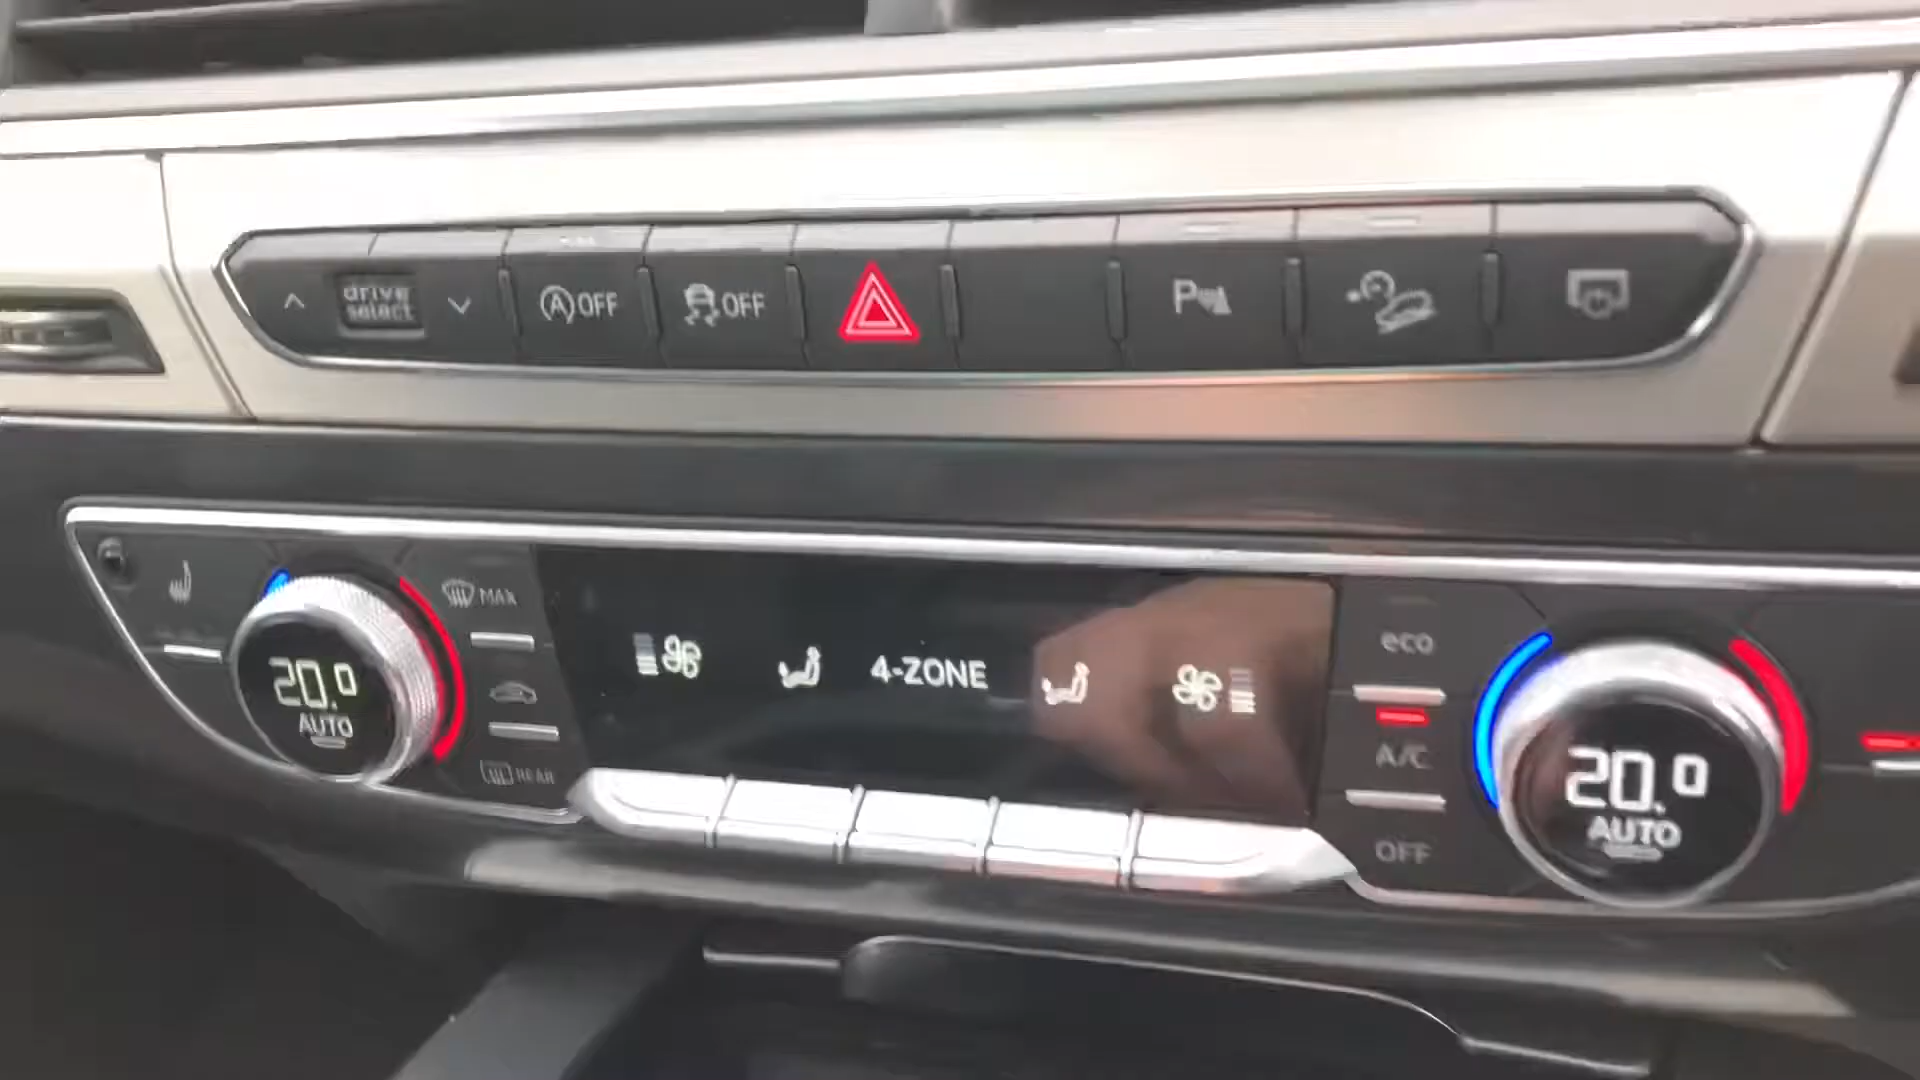 drive
select
A OFF
OFF
P
MAX
20.0
AUTO
REAR
4-ZONE
eco
A/C
OFF
20.0
AUTO